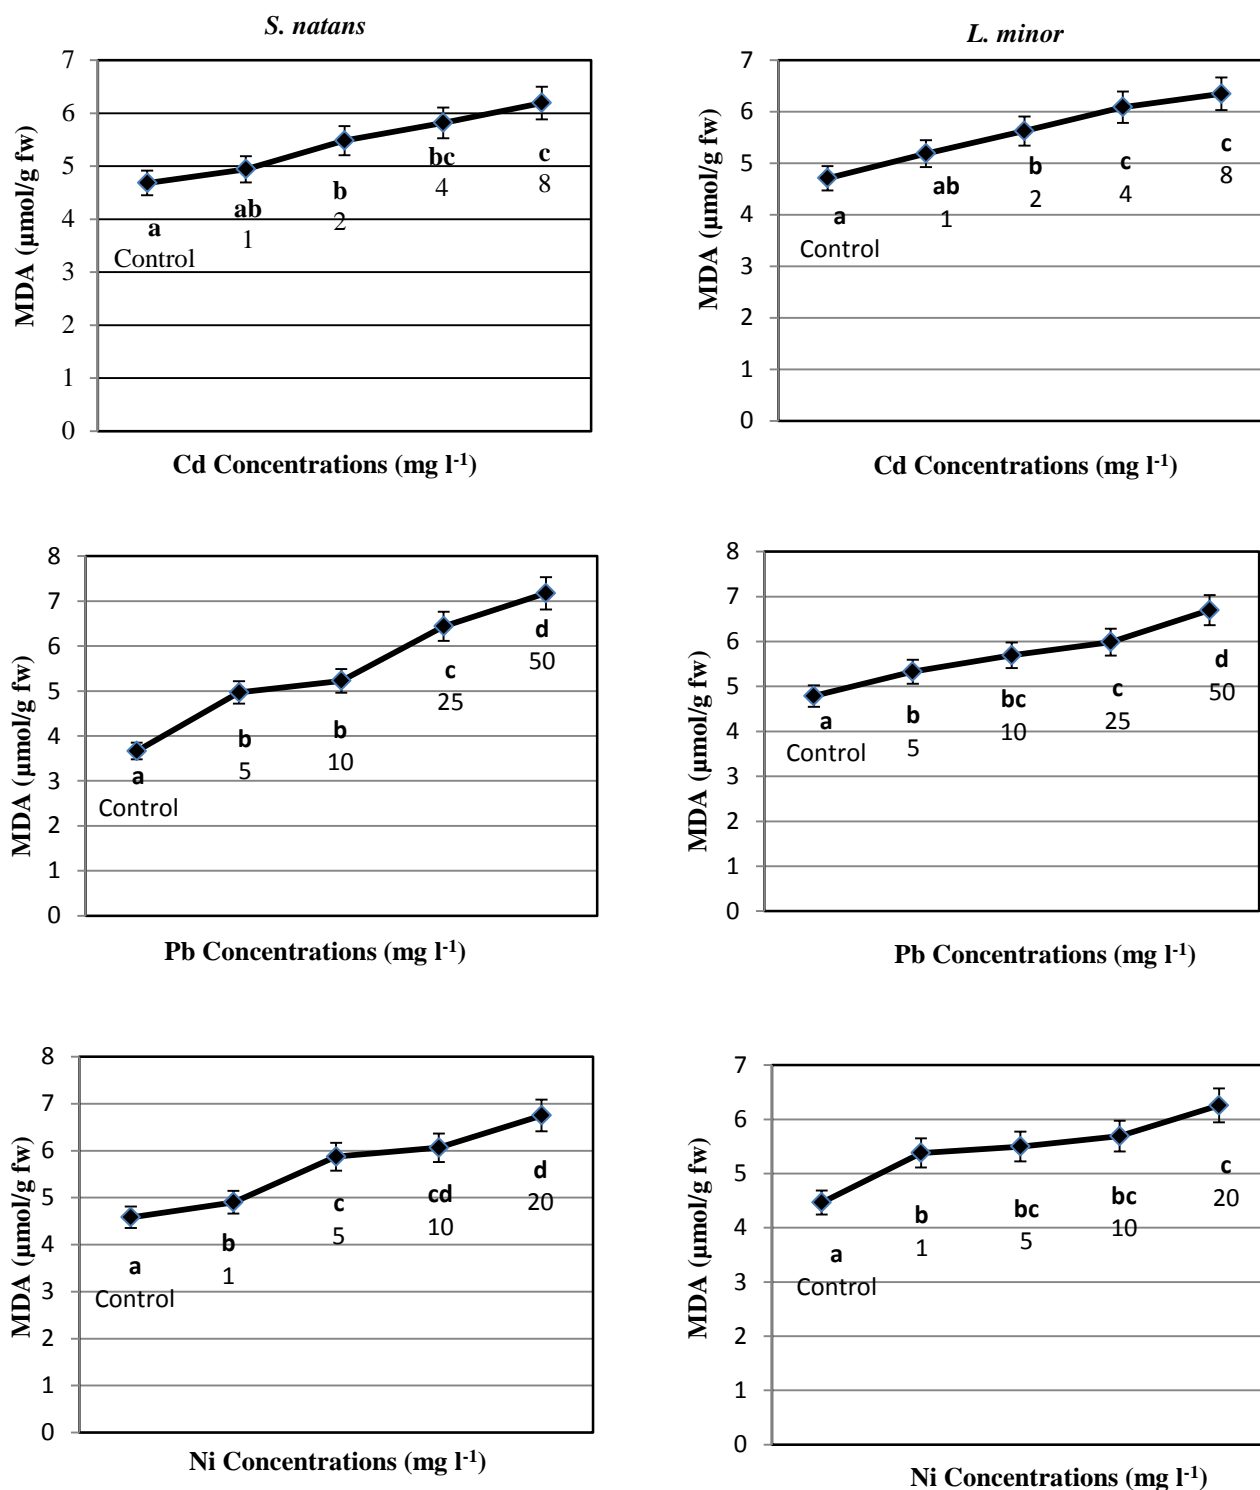 S. natans
7
6
5
4
3
2
1
0
MDA (µmol/g fw)
a
Control
ab
1
b
2
bc
4
c
8
Cd Concentrations (mg l-1)
L. minor
7
6
5
4
3
2
1
0
MDA (µmol/g fw)
a
Control
ab
1
b
2
c
4
c
8
Cd Concentrations (mg l-1)
8
7
6
5
4
3
2
1
0
MDA (µmol/g fw)
a
Control
b
5
b
10
c
25
d
50
Pb Concentrations (mg l-1)
8
7
6
5
4
3
2
1
0
MDA (µmol/g fw)
a
Control
b
5
bc
10
c
25
d
50
Pb Concentrations (mg l-1)
8
7
6
5
4
3
2
1
0
MDA (µmol/g fw)
a
Control
b
1
c
5
cd
10
d
20
Ni Concentrations (mg l-1)
7
6
5
4
3
2
1
0
MDA (µmol/g fw)
a
Control
b
1
bc
5
bc
10
c
20
Ni Concentrations (mg l-1)